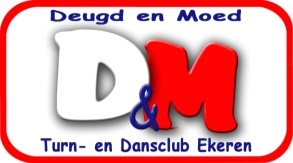 Deugd en Moed
D&M
Turn- en Dansclub Ekeren